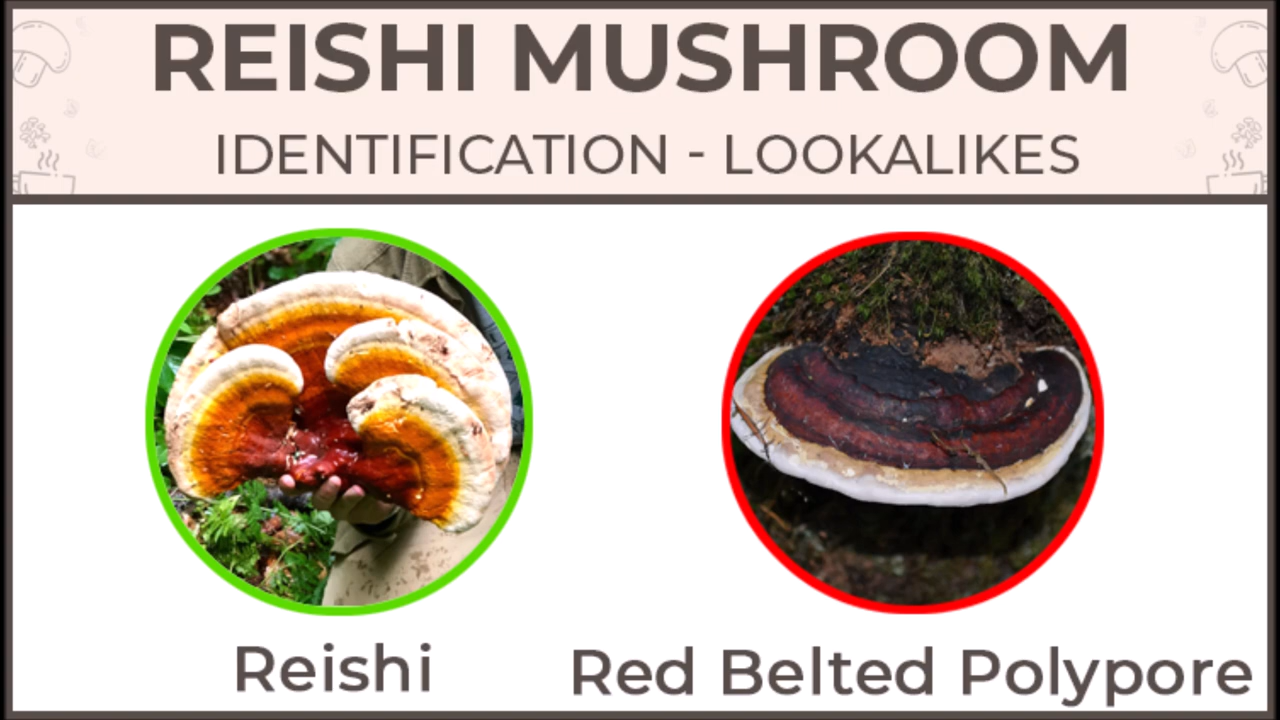 REISHI MUSHROOM
IDENTIFICATION - LOOKALIKES
Reishi
Red Belted Polypore